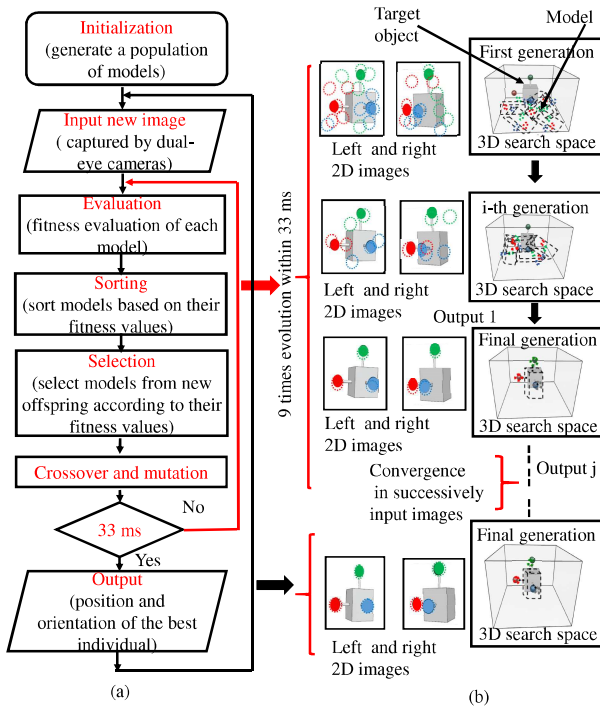 Initialization
(generate a population
of models)
Input new image
( captured by dual-
eye cameras)
Evaluation
(fitness evaluation of each
model)
Sorting
(sort models based on their
fitness values)
Selection
(select models from new
offspring according to their
fitness values)
Crossover and mutation
No
33 ms
Yes
Output
(position and
orientation of the best
individual)
(a)
9 times evolution within 33 ms
Target
object
Model
First generation
3D search space
Left and right
2D images
i-th generation
3D search space
Left and right
2D images
Output 1
Final generation
3D search space
Left and right
2D images
Convergence
in successively
input images
Output j
Final generation
3D search space
Left and right
2D images
(b)